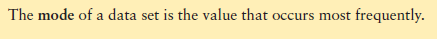 The mode of a data set is the value that occurs most frequently.